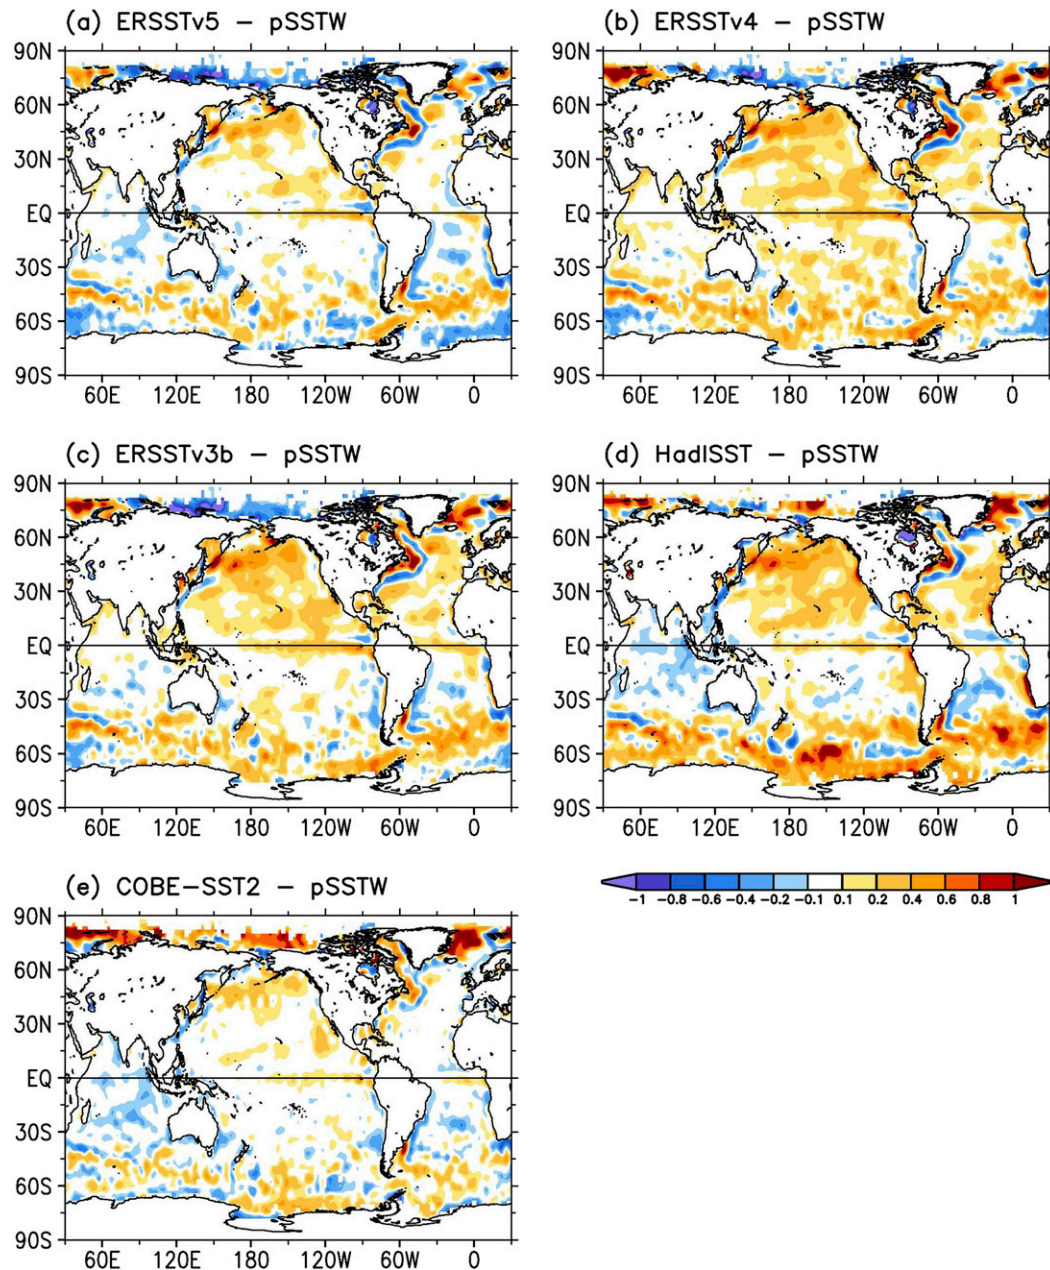 (a) ERSSTv5 – pSSTW
(b) ERSSTv4 – pSSTW
90N
60N
30N
EQ
30S
60S
90S
60E 120E 180 120W 60W 0
90N
60N
30N
EQ
30S
60S
90S
60E 120E 180 120W 60W 0
(c) ERSSTv3b – pSSTW
(d) HadISST – pSSTW
90N
60N
30N
EQ
30S
60S
90S
60E 120E 180 120W 60W 0
90N
60N
30N
EQ
30S
60S
90S
60E 120E 180 120W 60W 0
(e) COBE–SST2 – pSSTW
-1 -0.8 -0.6 -0.4 -0.2 -0.1 0.1 0.2 0.4 0.6 0.8 1
90N
60N
30N
EQ
30S
60S
90S
60E 120E 180 120W 60W 0